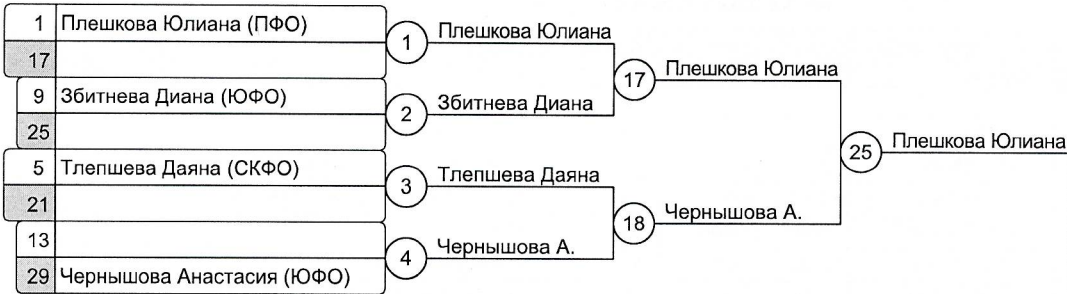 1 Плешкова Юлиана (ПФО)
17
1
Плешкова Юлиана
9 Збитнева Диана (ЮФО)
25
2
Збитнева Диана
17
Плешкова Юлиана
5 Тлепшева Даяна (СКФО)
21
3
Тлепшева Даяна
13
29 Чернышова Анастасия (ЮФО)
4
Чернышова А.
18
Чернышова А.
25
Плешкова Юлиана